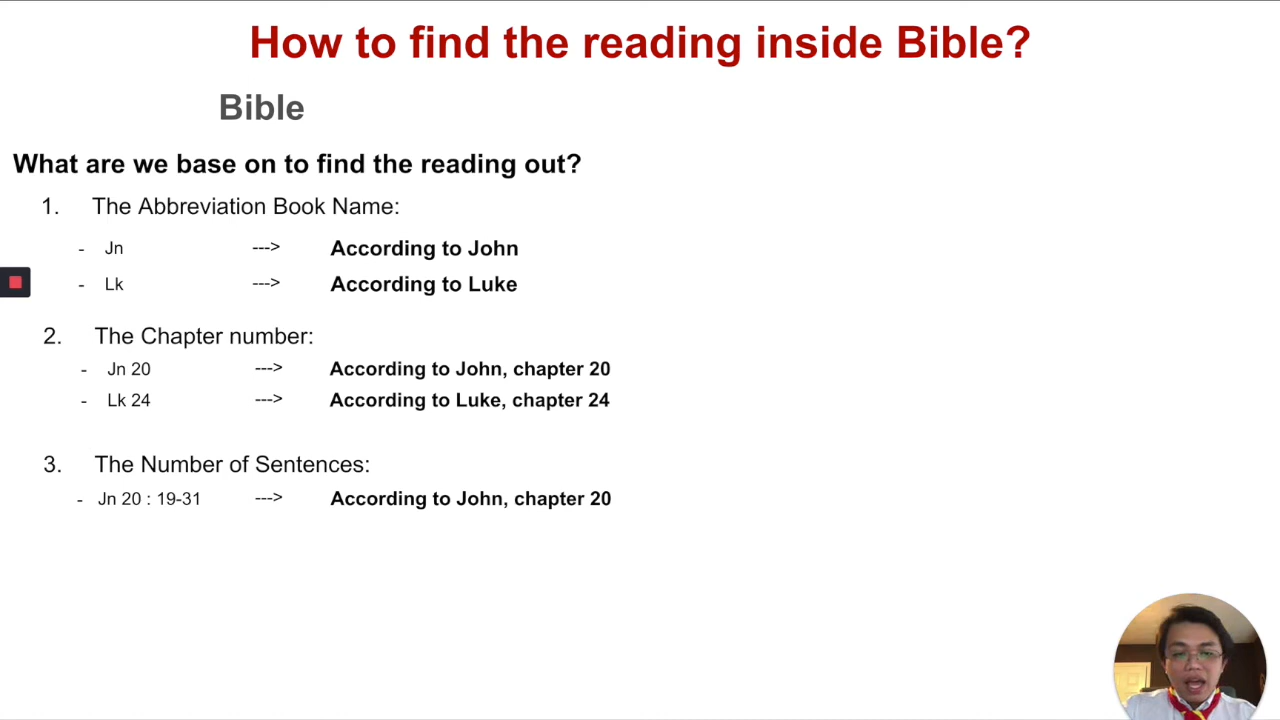 How to find the reading inside Bible?
Bible
What are we base on to find the reading out?
1. The Abbreviation Book Name:
- Jn ---> According to John
- Lk ---> According to Luke
2. The Chapter number:
- Jn 20 ---> According to John, chapter 20
- Lk 24 ---> According to Luke, chapter 24
3. The Number of Sentences:
- Jn 20 : 19-31 ---> According to John, chapter 20